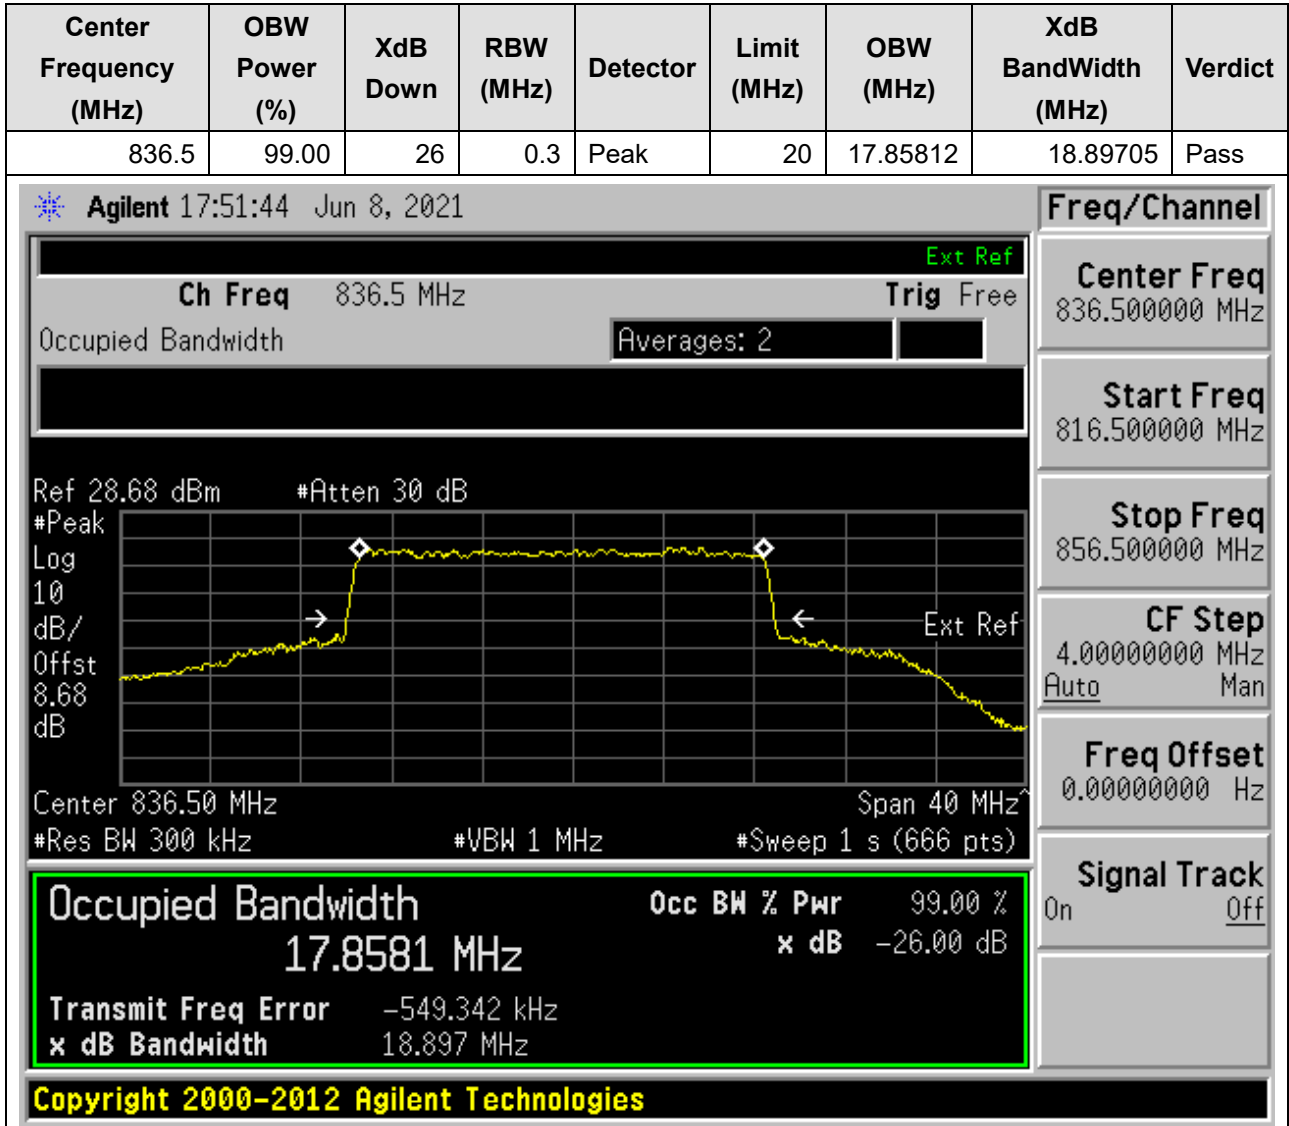 Center Frequency (MHz) OBW Power (%) XdB Down RBW (MHz) Detector Limit (MHz) OBW (MHz) XdB BandWidth (MHz) Verdict
836.5 99.00 26 0.3 Peak 20 17.85812 18.89705 Pass
Agilent 17:51:44 Jun 8, 2021
Ext Ref
Ch Freq 836.5 MHz Trig Free
Occupied Bandwidth Averages: 2
Ref 28.68 dBm #Atten 30 dB
#Peak
Log
10
dB/
Offst
8.68
dB
Ext Ref
Center 836.50 MHz Span 40 MHz^
#Res BW 300 kHz #VBW 1 MHz #Sweep 1 s (666 pts)
Occupied Bandwidth Occ BW % Pwr 99.00 %
17.8581 MHz x dB -26.00 dB
Transmit Freq Error -549.342 kHz
x dB Bandwidth 18.897 MHz
Copyright 2000-2012 Agilent Technologies
Freq/Channel
Center Freq
836.500000 MHz
Start Freq
816.500000 MHz
Stop Freq
856.500000 MHz
CF Step
4.00000000 MHz
Auto Man
Freq Offset
0.00000000 Hz
Signal Track
On Off